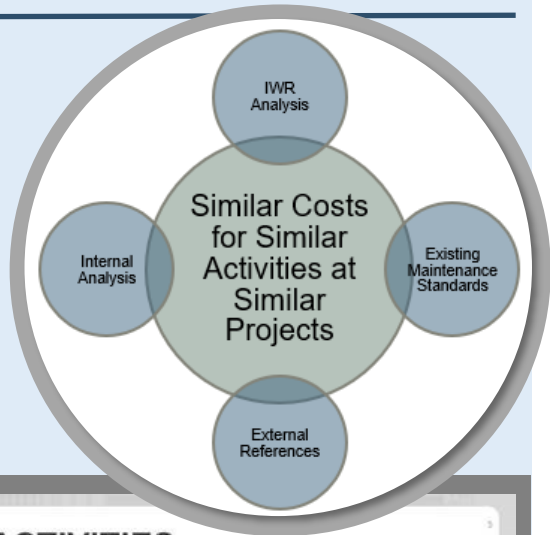 IWR
Analysis
Similar Costs
for Similar
Activities at
Similar
Projects
Internal
Analysis
Existing
Maintenance
Standards
External
References